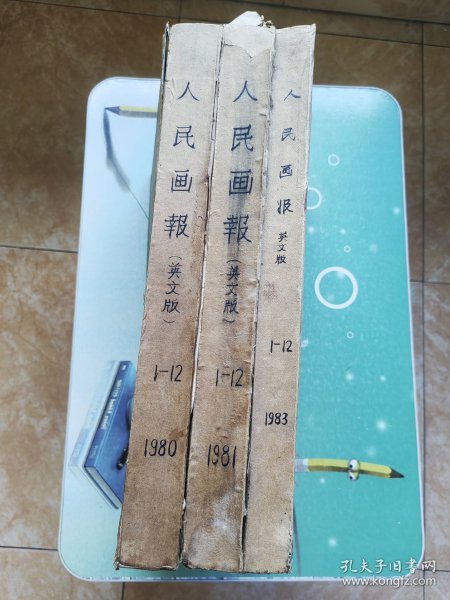 人民画報
(英文版)
1-12
1980
人民画報
(英文版)
1-12
1981
人民画报
英文版
1-12
1983
孔夫子旧书网
www.kongfz.com